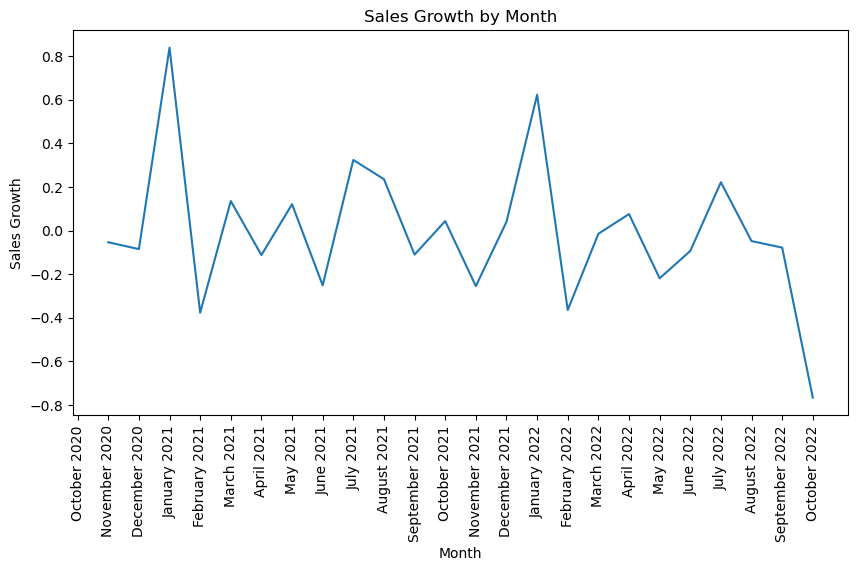 Sales Growth by Month
Sales Growth
0.8
0.6
0.4
0.2
0.0
−0.2
−0.4
−0.6
−0.8
October 2020
November 2020
December 2020
January 2021
February 2021
March 2021
April 2021
May 2021
June 2021
July 2021
August 2021
September 2021
October 2021
November 2021
December 2021
January 2022
February 2022
March 2022
April 2022
May 2022
June 2022
July 2022
August 2022
September 2022
October 2022
Month